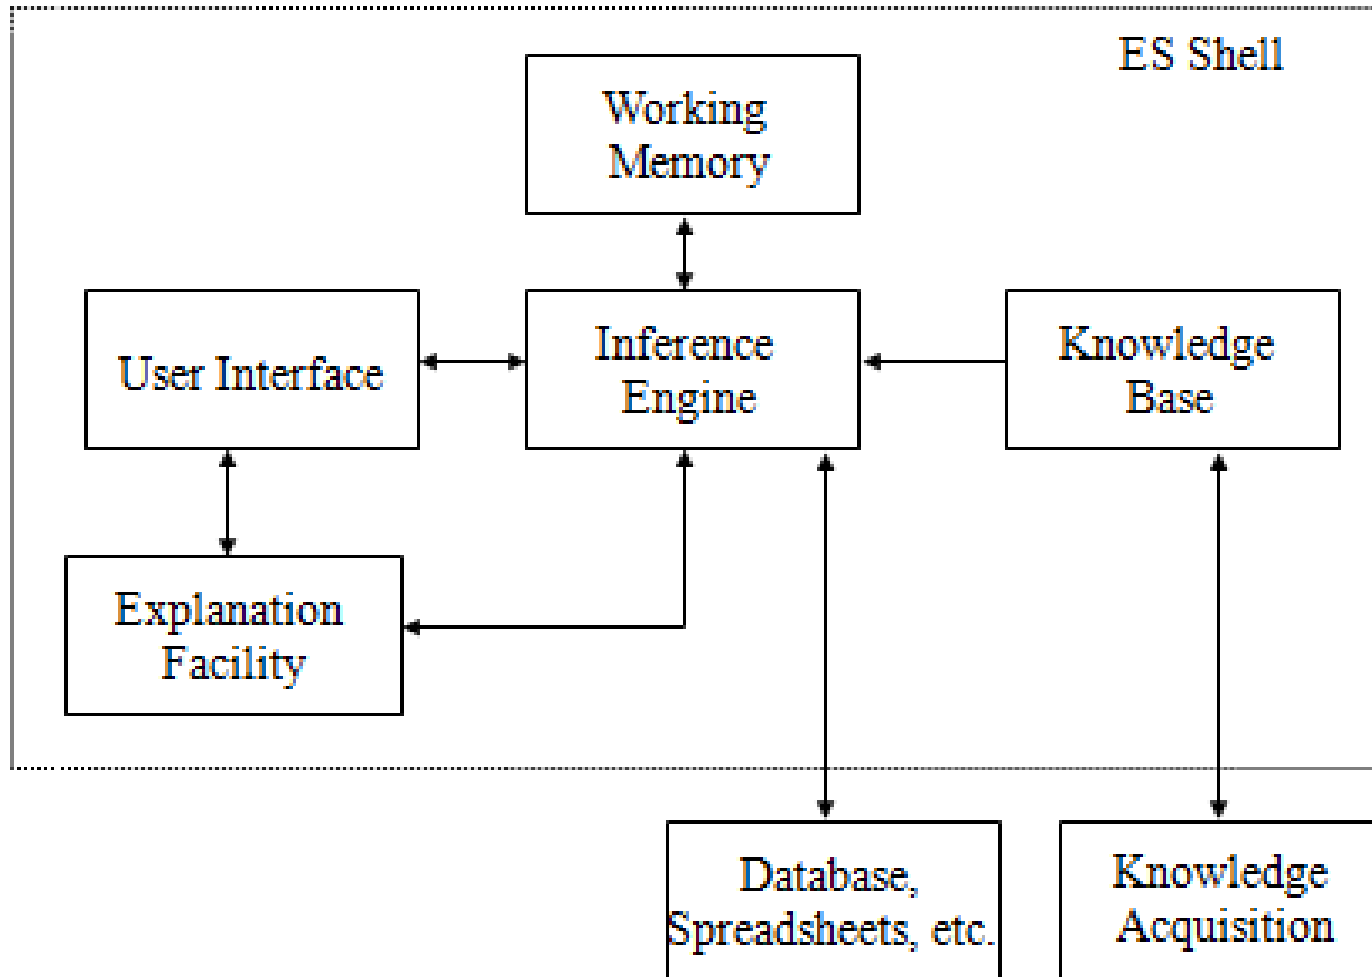 ES Shell
Working
Memory
User Interface
Inference
Engine
Knowledge
Base
Explanation
Facility
Database,
Spreadsheets, etc.
Knowledge
Acquisition